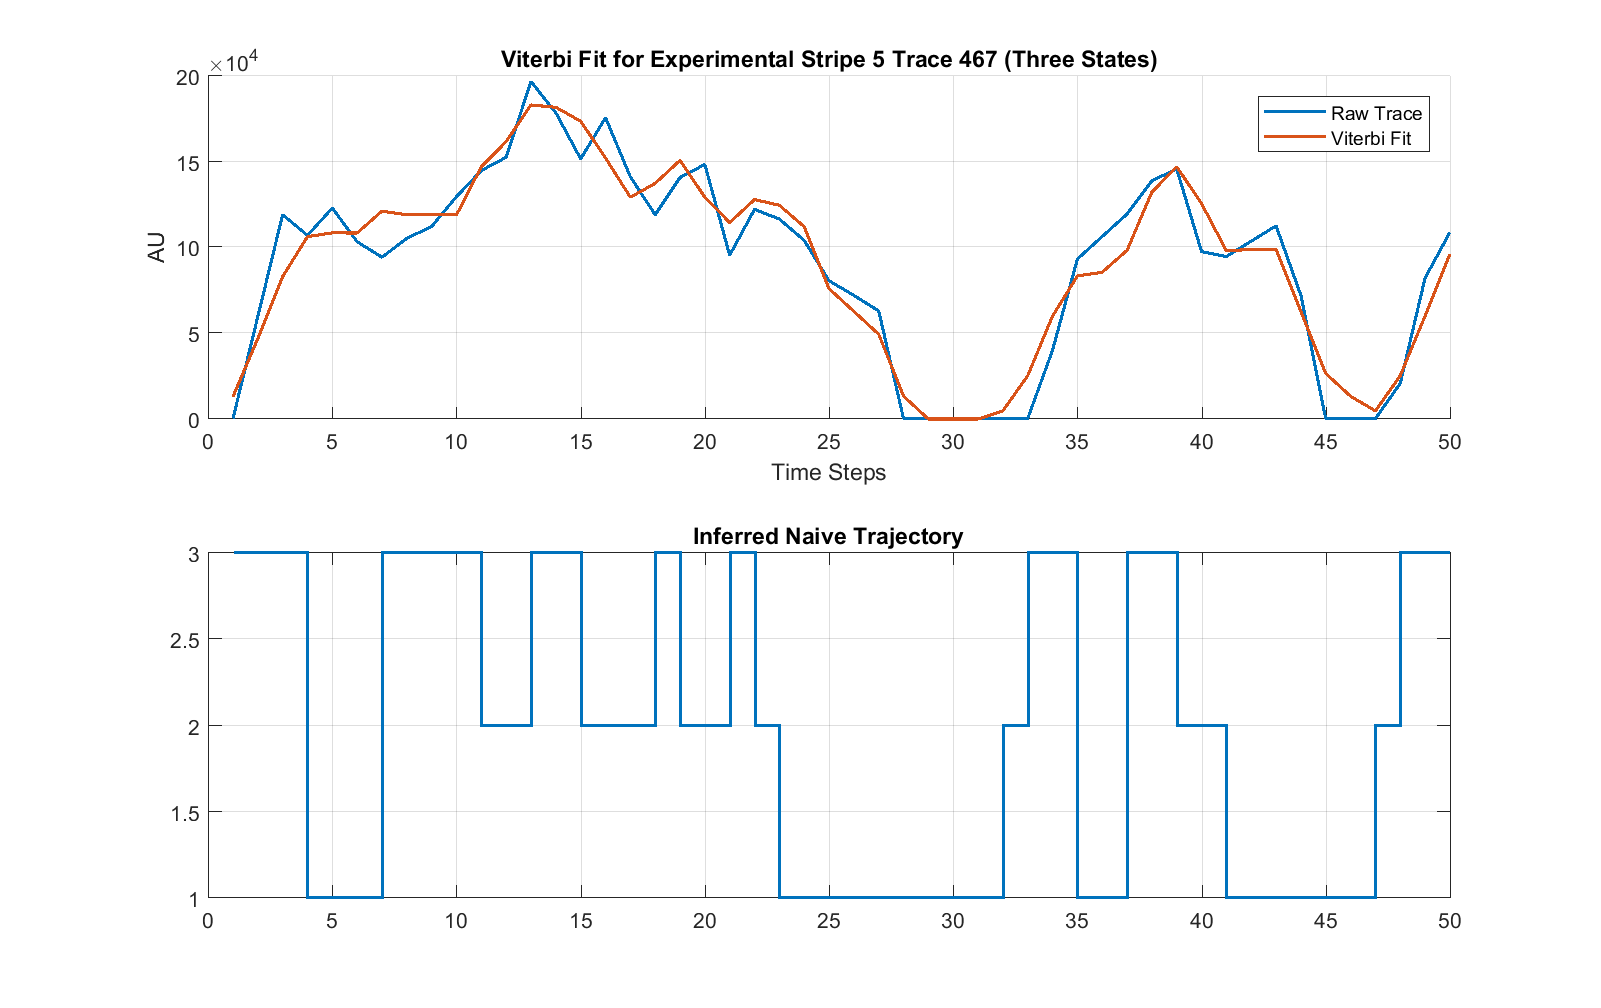 Viterbi Fit for Experimental Stripe 5 Trace 467 (Three States)
×10⁴
20
15
10
5
0
AU
Raw Trace
Viterbi Fit
0 5 10 15 20 25 30 35 40 45 50
Time Steps
Inferred Naive Trajectory
3
2.5
2
1.5
1
0 5 10 15 20 25 30 35 40 45 50